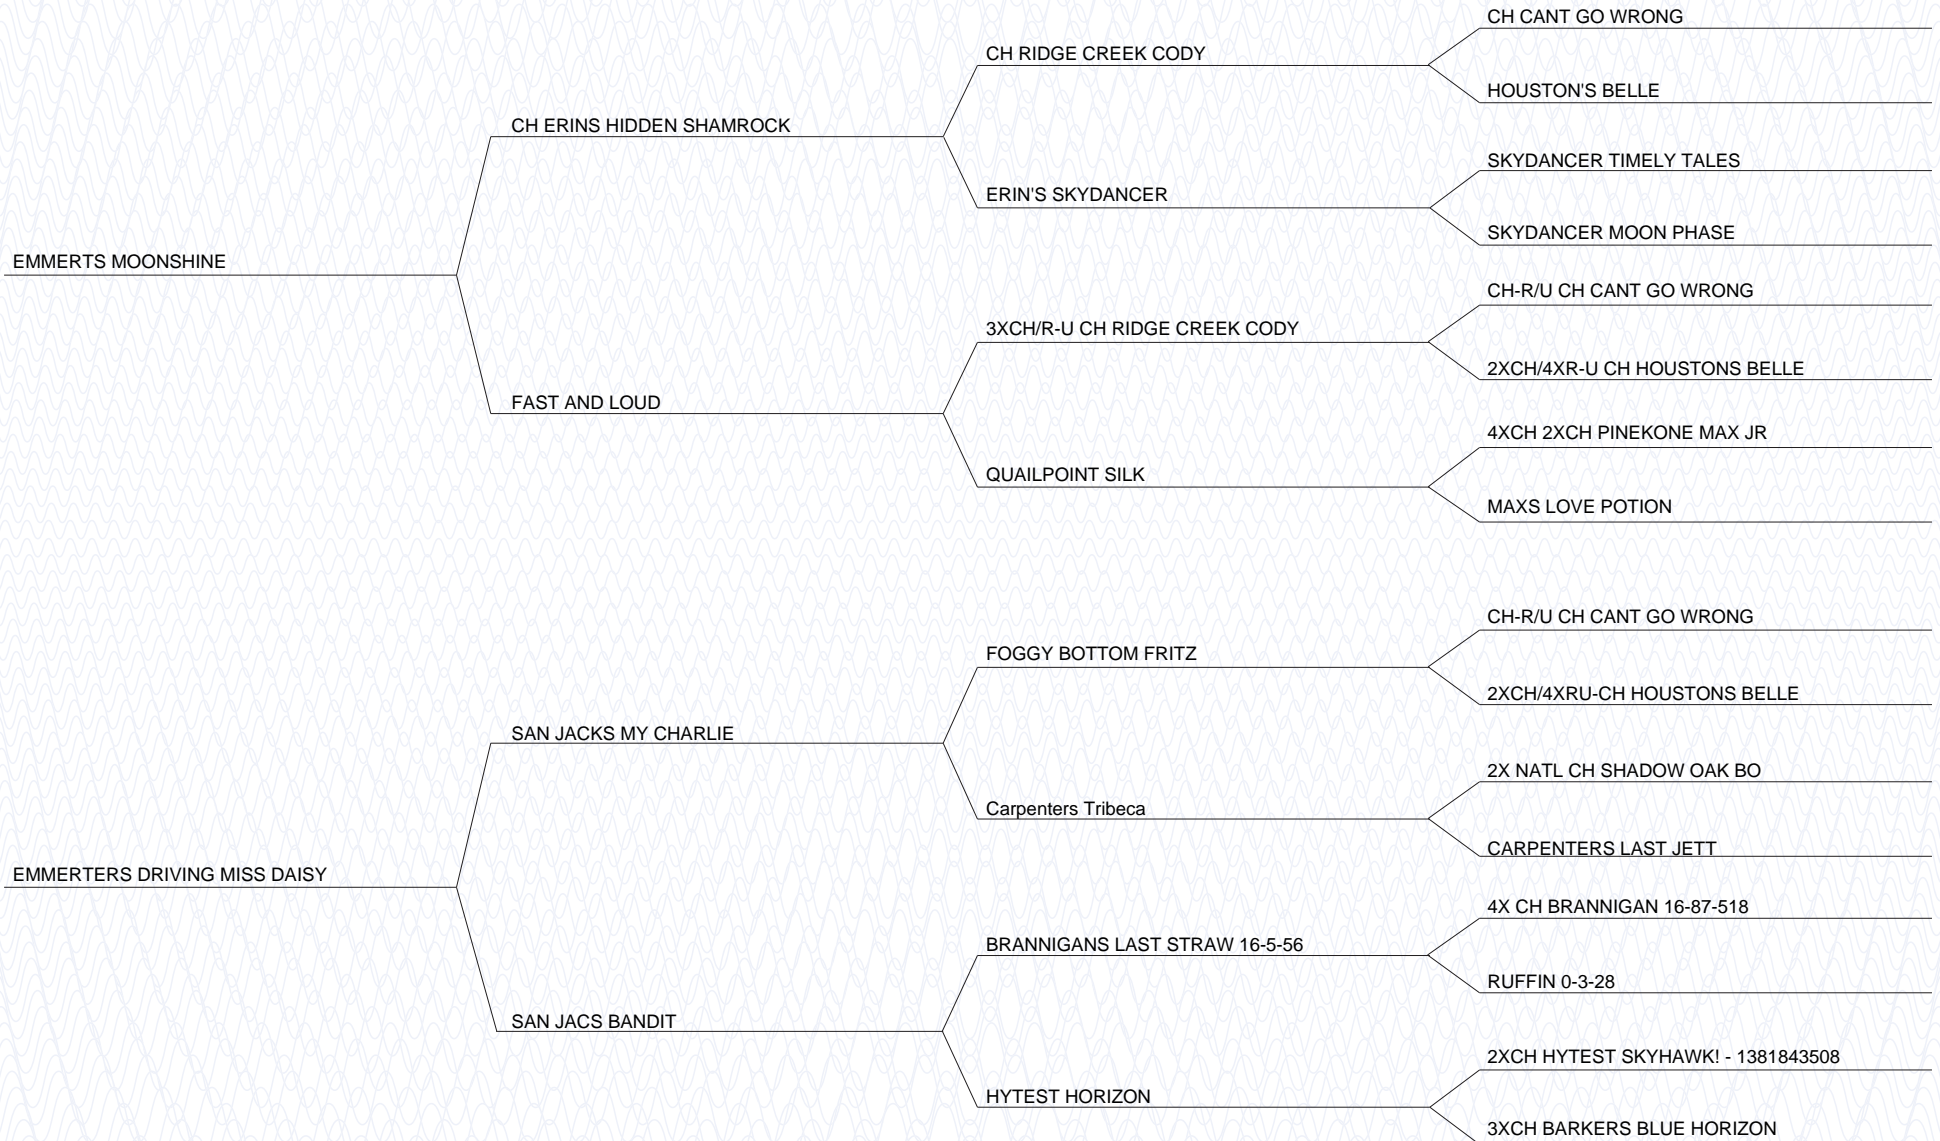 CH CANT GO WRONG
CH RIDGE CREEK CODY
HOUSTON'S BELLE
CH ERINS HIDDEN SHAMROCK
SKYDANCER TIMELY TALES
ERIN'S SKYDANCER
SKYDANCER MOON PHASE
EMMERTS MOONSHINE
CH-R/U CH CANT GO WRONG
3XCH/R-U CH RIDGE CREEK CODY
2XCH/4XR-U CH HOUSTONS BELLE
FAST AND LOUD
4XCH 2XCH PINEKONE MAX JR
QUAILPOINT SILK
MAXS LOVE POTION
CH-R/U CH CANT GO WRONG
FOGGY BOTTOM FRITZ
2XCH/4XRU-CH HOUSTONS BELLE
SAN JACKS MY CHARLIE
2X NATL CH SHADOW OAK BO
Carpenters Tribeca
CARPENTERS LAST JETT
EMMERTERS DRIVING MISS DAISY
4X CH BRANNIGAN 16-87-518
BRANNIGANS LAST STRAW 16-5-56
RUFFIN 0-3-28
SAN JACS BANDIT
2XCH HYTEST SKYHAWK! - 1381843508
HYTEST HORIZON
3XCH BARKERS BLUE HORIZON